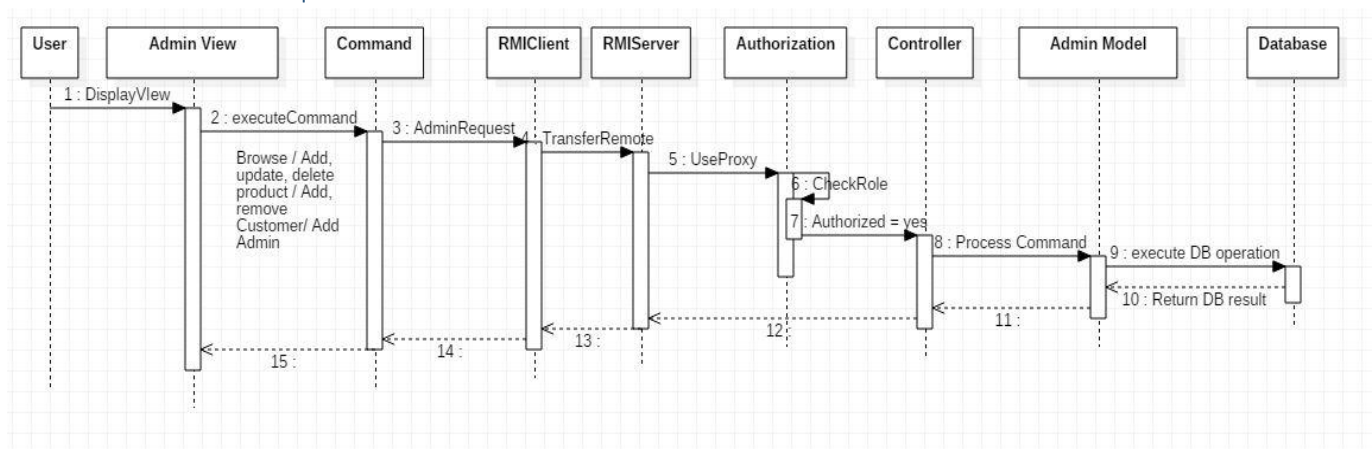 User
Admin View
Command
RMIClient
RMIServer
Authorization
Controller
Admin Model
Database
1 : DisplayVIew
2 : executeCommand
3 : AdminRequest
4 : TransferRemote
5 : UseProxy
6 : CheckRole
7 : Authorized = yes
8 : Process Command
9 : execute DB operation
Browse / Add,
update, delete
product / Add,
remove
Customer/ Add
Admin
10 : Return DB result
11 :
12 :
13 :
14 :
15 :